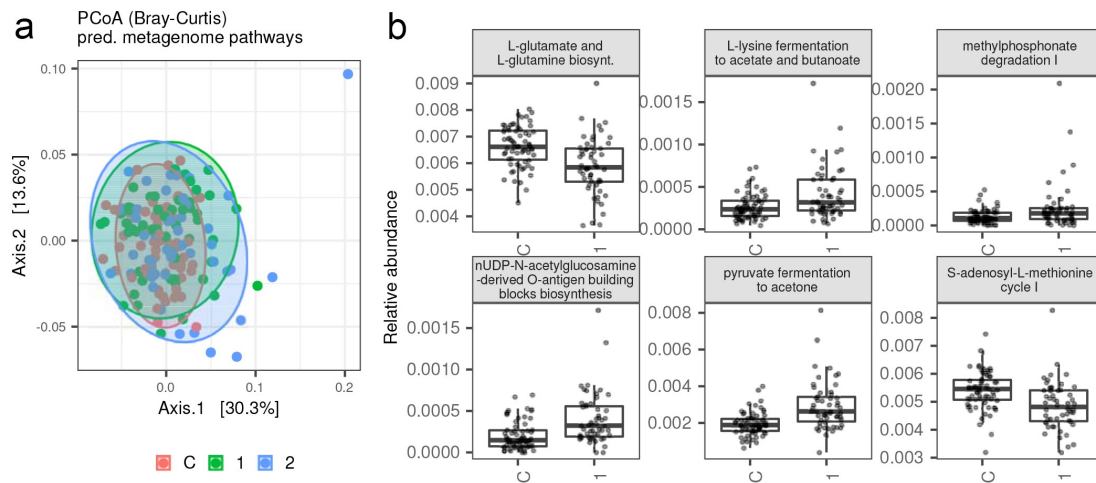 a
PCoA (Bray-Curtis)
pred. metagenome pathways
0.10
0.05
0.00
-0.05
Axis.2 [13.6%]
0.0
0.1
0.2
Axis.1 [30.3%]
C
1
2
b
Relative abundance
L-glutamate and
L-glutamine biosynt.
0.009
0.008
0.007
0.006
0.005
0.004
C
1
L-lysine fermentation
to acetate and butanoate
0.0015
0.0010
0.0005
0.0000
C
1
methylphosphonate
degradation I
0.0020
0.0015
0.0010
0.0005
0.0000
C
1
nUDP-N-acetylglucosamine
-derived O-antigen building
blocks biosynthesis
0.0015
0.0010
0.0005
0.0000
C
1
pyruvate fermentation
to acetone
0.008
0.006
0.004
0.002
C
1
S-adenosyl-L-methionine
cycle I
0.008
0.007
0.006
0.005
0.004
0.003
C
1